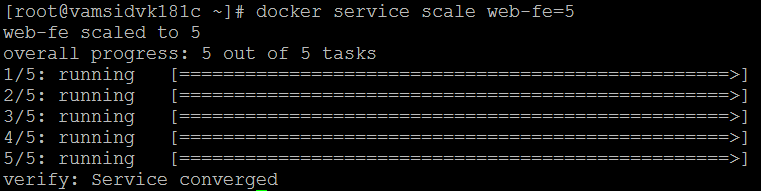 [root@vamsidvk181c ~]# docker service scale web-fe=5
web-fe scaled to 5
overall progress: 5 out of 5 tasks
1/5: running   [==================================================>]
2/5: running   [==================================================>]
3/5: running   [==================================================>]
4/5: running   [==================================================>]
5/5: running   [==================================================>]
verify: Service converged